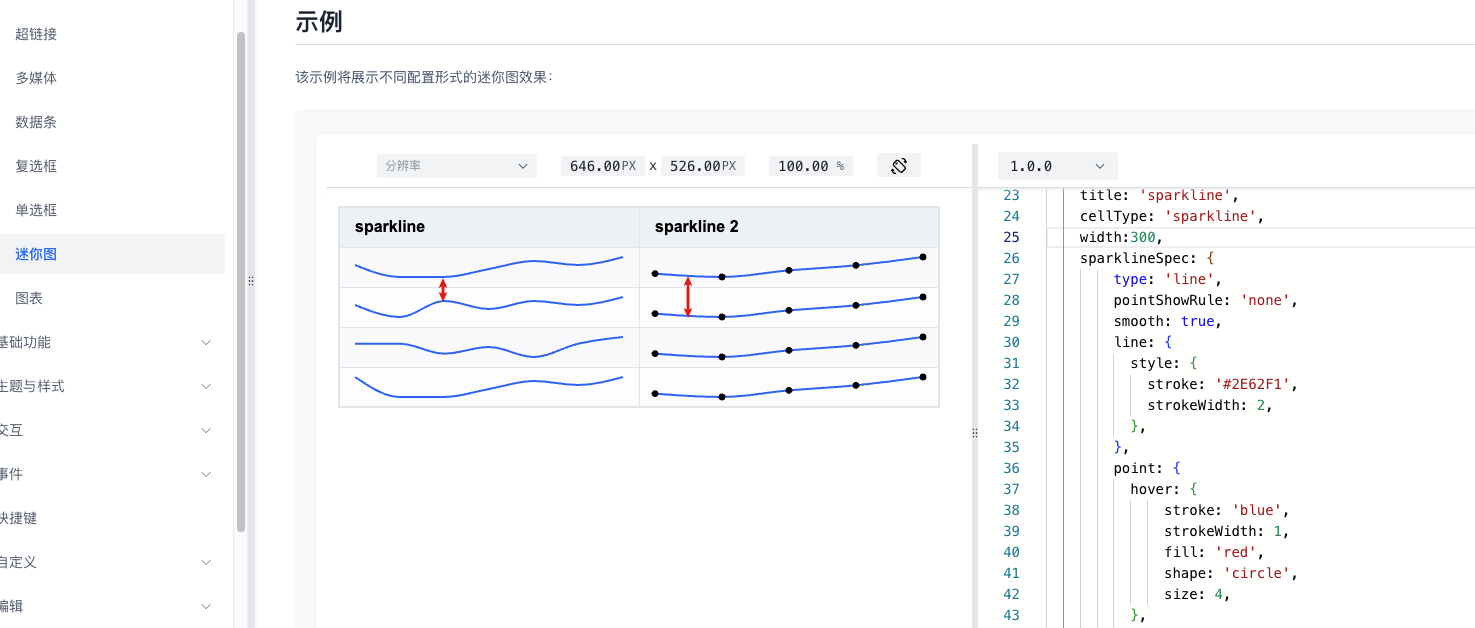 超链接
多媒体
数据条
复选框
单选框
迷你图
图表
基础功能
主题与样式
交互
事件
快捷键
自定义
编辑
示例
该示例将展示不同配置形式的迷你图效果：
分辨率
646.00PX x 526.00PX
100.00 %
sparkline
sparkline 2
1.0.0
23 title: 'sparkline',
24 cellType: 'sparkline',
25 width:300,
26 sparklineSpec: {
27 type: 'line',
28 pointShowRule: 'none',
29 smooth: true,
30 line: {
31 style: {
32 stroke: '#2E62F1',
33 strokeWidth: 2,
34 },
35 },
36 point: {
37 hover: {
38 stroke: 'blue',
39 strokeWidth: 1,
40 fill: 'red',
41 shape: 'circle',
42 size: 4,
43 },